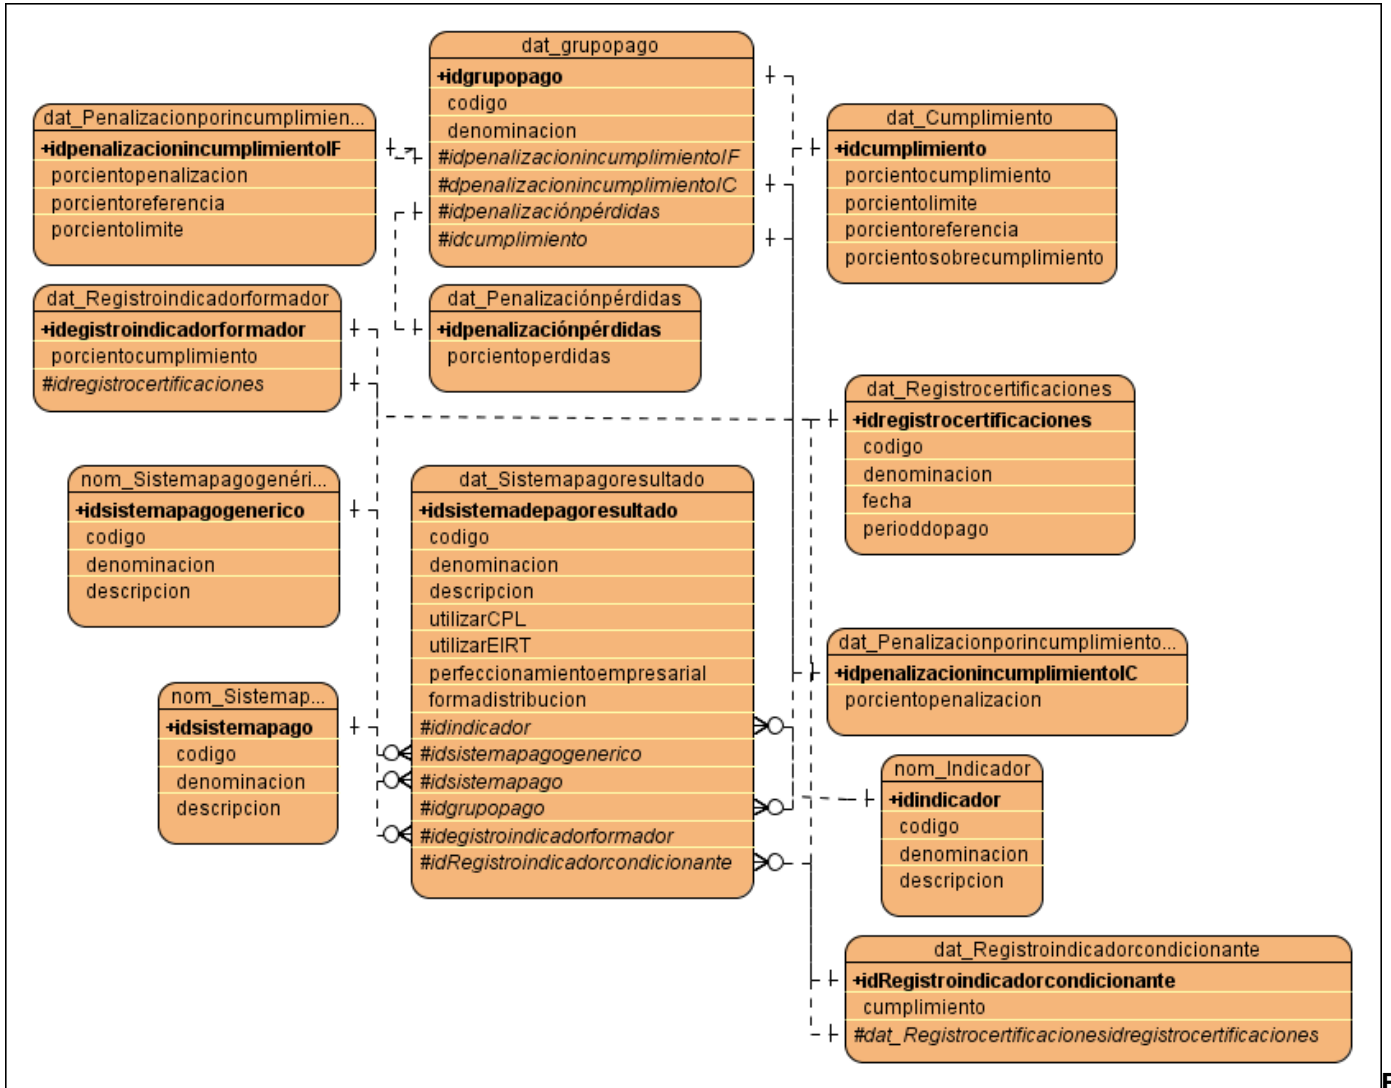 dat_grupopago
+idgrupopago
codigo
denominacion
#idpenalizacionincumplimientoIF
#dpenalizacionincumplimientoIC
#idpenalizaciónpérdidas
#idcumplimiento
dat_Penalizacionporincumplimien...
+idpenalizacionincumplimientoIF
porcientopenalizacion
porcientoreferencia
porcientolimite
dat_Cumplimiento
+idcumplimiento
porcientocumplimiento
porcientolimite
porcientoreferencia
porcientosobrecumplimiento
dat_Registroindicadorformador
+idegistroindicadorformador
porcientocumplimiento
#idregistrocertificaciones
dat_Penalizaciónpérdidas
+idpenalizaciónpérdidas
porcientoperdidas
dat_Registrocertificaciones
+idregistrocertificaciones
codigo
denominacion
fecha
perioddopago
nom_Sistemapagogenéri...
+idsistemapagogenerico
codigo
denominacion
descripcion
dat_Sistemapagoresultado
+idsistemadepagoresultado
codigo
denominacion
descripcion
utilizarCPL
utilizarEIRT
perfeccionamientoempresarial
formadistribucion
#idindicador
#idsistemapagogenerico
#idsistemapago
#idgrupopago
#idegistroindicadorformador
#idRegistroindicadorcondicionante
dat_Penalizacionporincumplimiento...
+idpenalizacionincumplimientoIC
porcientopenalizacion
nom_Sistemap...
+idsistemapago
codigo
denominacion
descripcion
nom_Indicador
+idindicador
codigo
denominacion
descripcion
dat_Registroindicadorcondicionante
+idRegistroindicadorcondicionante
cumplimiento
#dat_Registrocertificacionesidregistrocertificaciones